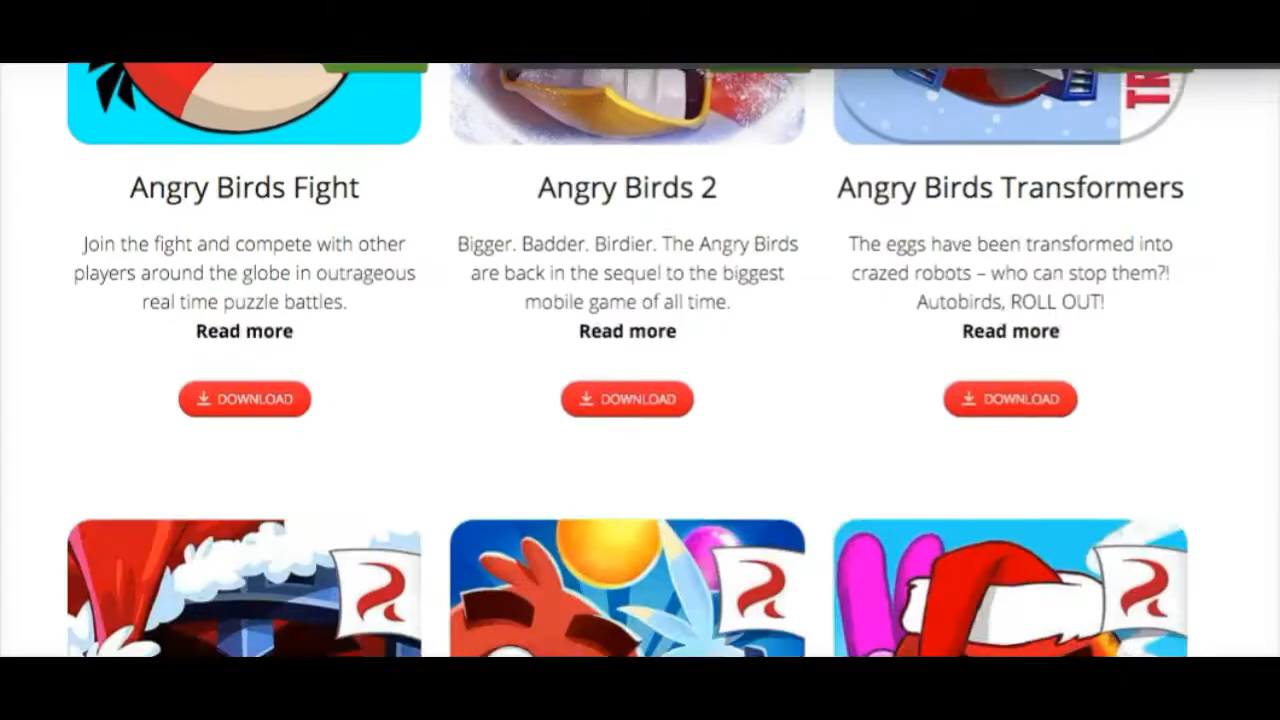 TR
Angry Birds Fight
Angry Birds 2
Angry Birds Transformers
Join the fight and compete with other
players around the globe in outrageous
real time puzzle battles.
Read more
Bigger. Badder. Birdier. The Angry Birds
are back in the sequel to the biggest
mobile game of all time.
Read more
The eggs have been transformed into
crazed robots – who can stop them?!
Autobirds, ROLL OUT!
Read more
DOWNLOAD
DOWNLOAD
DOWNLOAD